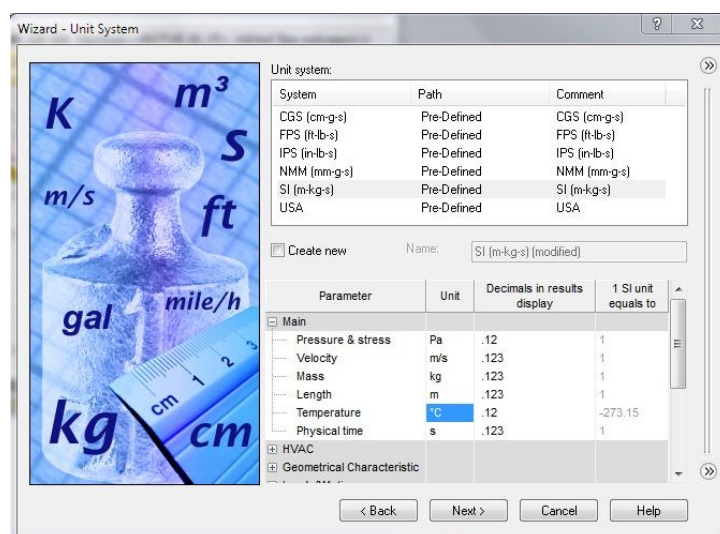 Wizard - Unit System
K
m³
S
m/s
ft
gal
mile/h
cm 1 2 3
kg
cm
Unit system:
System Path Comment
CGS (cm-g-s) Pre-Defined CGS (cm-g-s)
FPS (ft-lb-s) Pre-Defined FPS (ft-lb-s)
IPS (in-lb-s) Pre-Defined IPS (in-lb-s)
NMM (mm-g-s) Pre-Defined NMM (mm-g-s)
SI (m-kg-s) Pre-Defined SI (m-kg-s)
USA Pre-Defined USA
Create new Name: SI (m-kg-s) (modified)
Parameter Unit Decimals in results display 1 SI unit equals to
Main
Pressure & stress Pa .12 1
Velocity m/s .123 1
Mass kg .123 1
Length m .123 1
Temperature °C .12 -273.15
Physical time s .123 1
HVAC
Geometrical Characteristic
< Back Next > Cancel Help